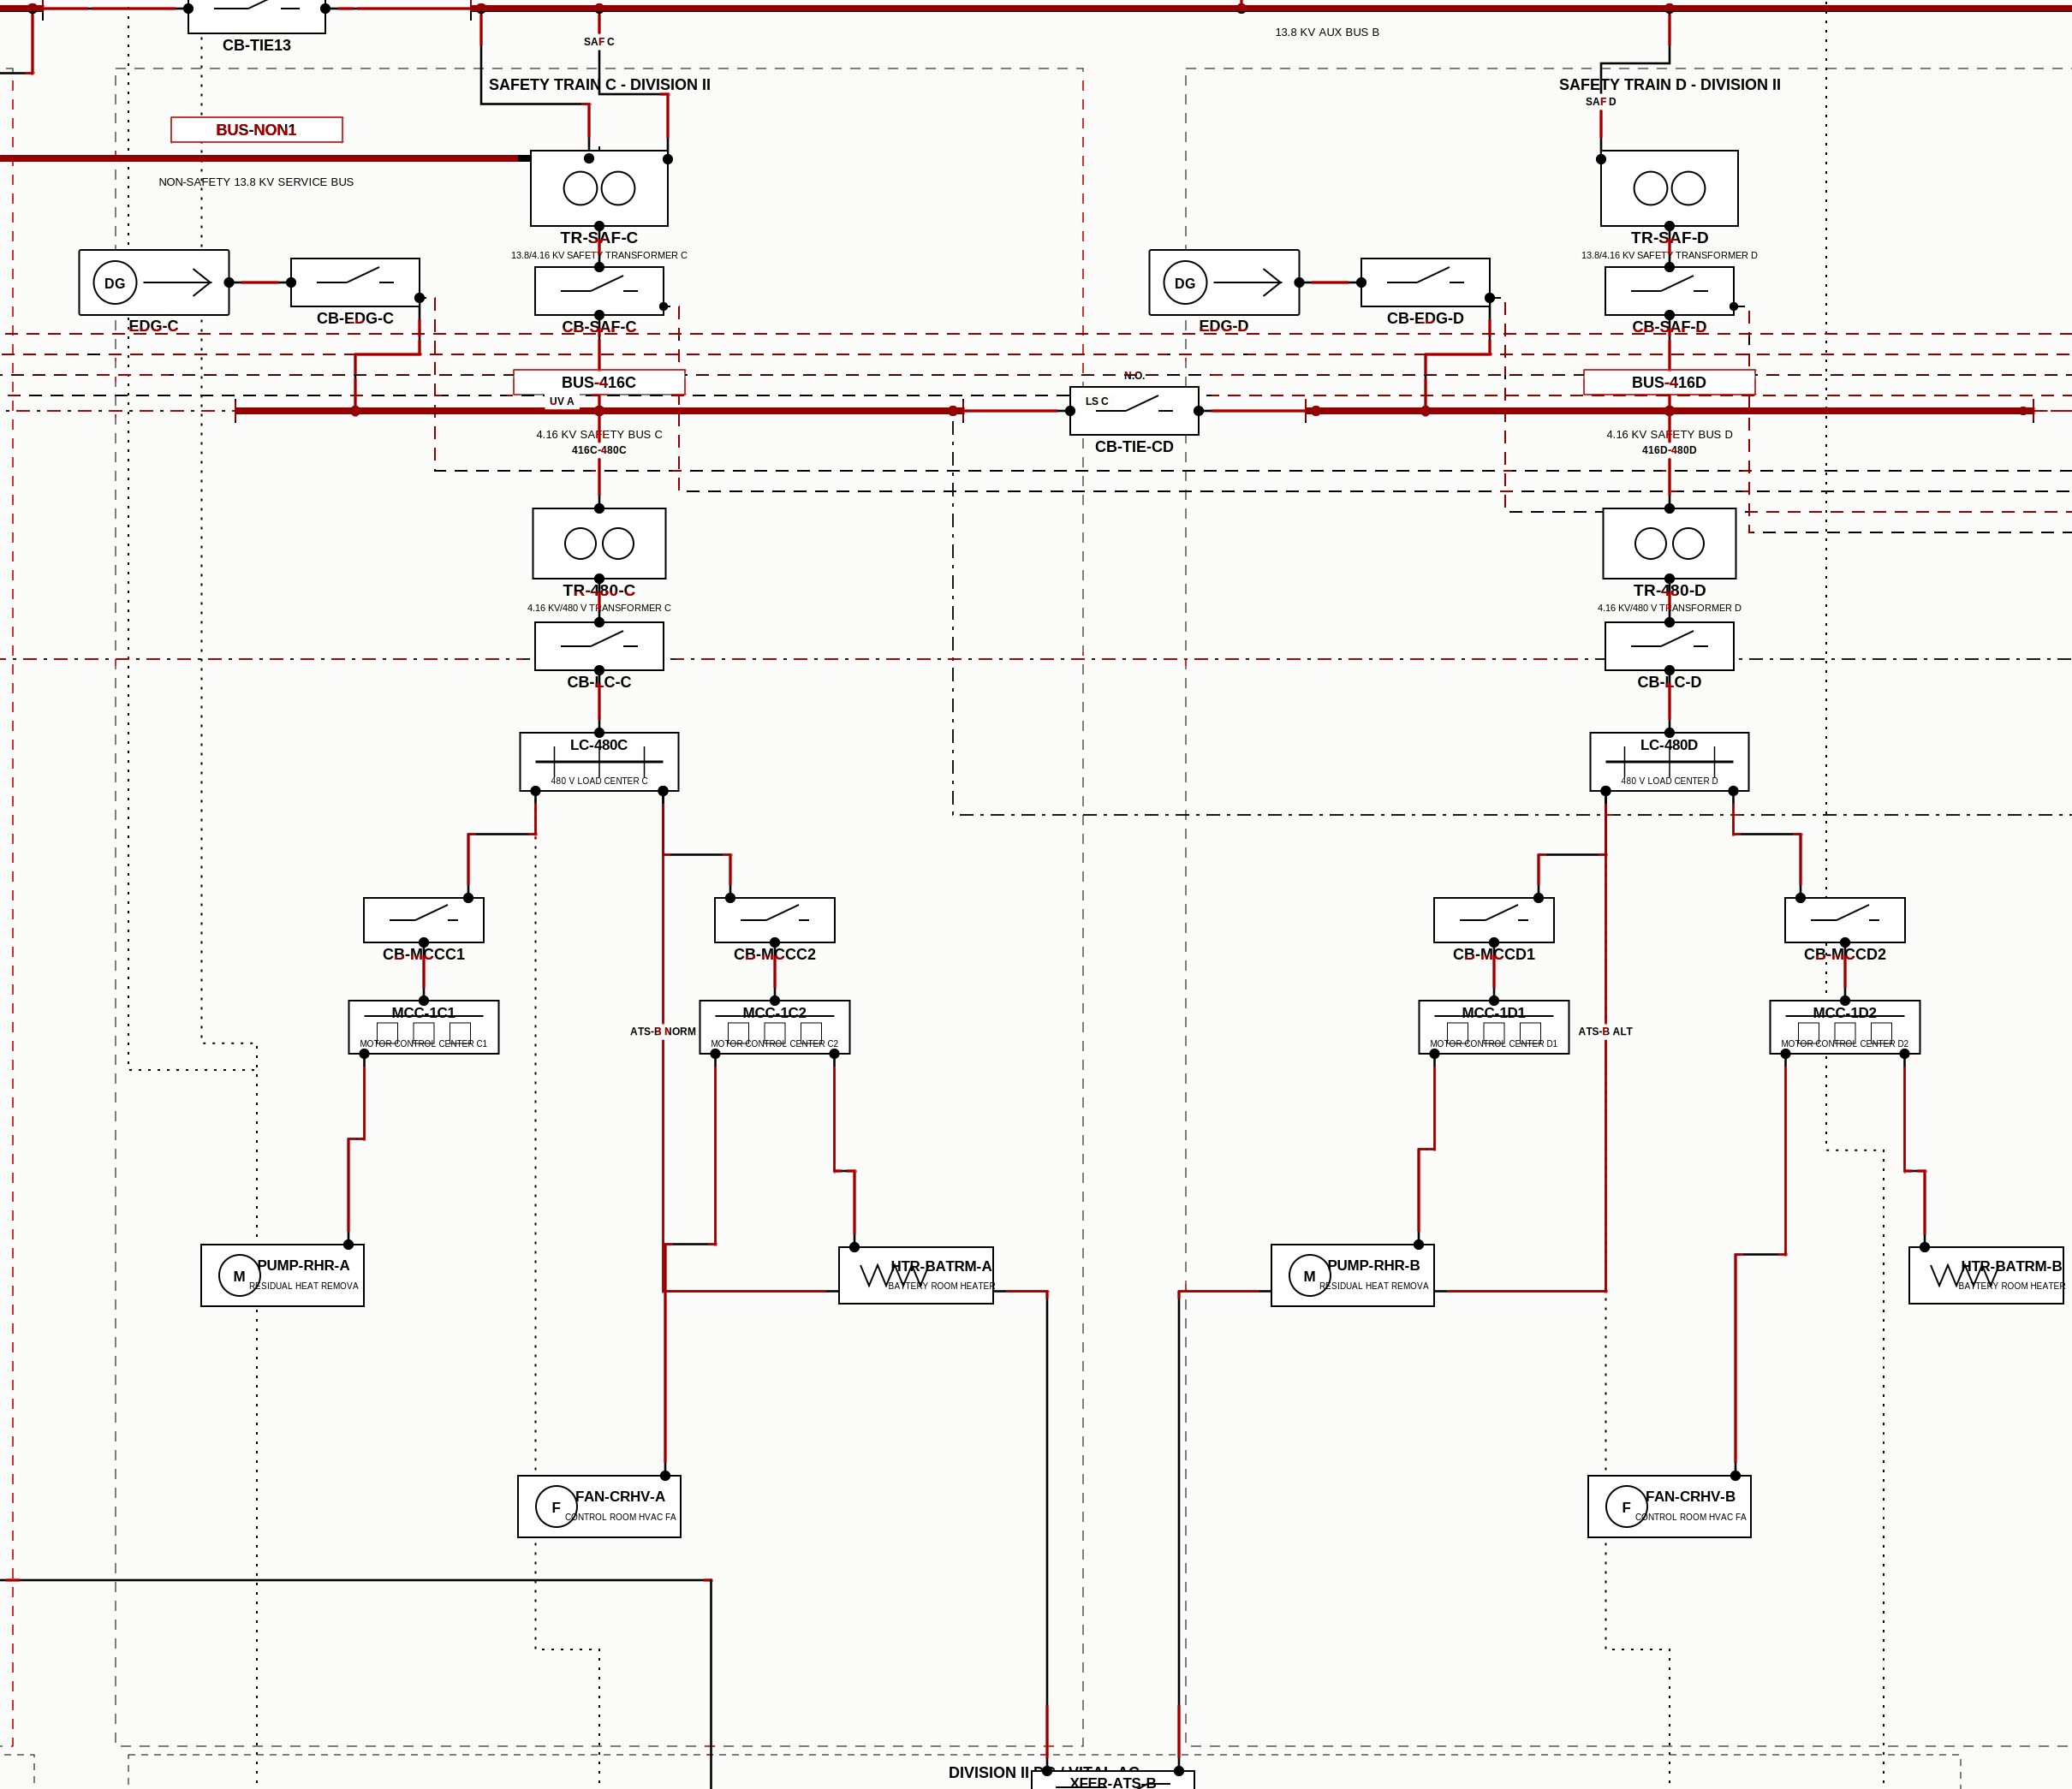 CB-TIE13
SAF C
13.8 KV AUX BUS B
SAFETY TRAIN C - DIVISION II
SAFETY TRAIN D - DIVISION II
SAF D
BUS-NON1
NON-SAFETY 13.8 KV SERVICE BUS
TR-SAF-C
13.8/4.16 KV SAFETY TRANSFORMER C
TR-SAF-D
13.8/4.16 KV SAFETY TRANSFORMER D
DG
EDG-C
CB-EDG-C
CB-SAF-C
DG
EDG-D
CB-EDG-D
CB-SAF-D
BUS-416C
UV A
N.O.
LS C
CB-TIE-CD
BUS-416D
4.16 KV SAFETY BUS C
416C-480C
4.16 KV SAFETY BUS D
416D-480D
TR-480-C
4.16 KV/480 V TRANSFORMER C
TR-480-D
4.16 KV/480 V TRANSFORMER D
CB-LC-C
CB-LC-D
LC-480C
480 V LOAD CENTER C
LC-480D
480 V LOAD CENTER D
CB-MCCC1
CB-MCCC2
CB-MCCD1
CB-MCCD2
MCC-1C1
MOTOR CONTROL CENTER C1
ATS-B NORM
MCC-1C2
MOTOR CONTROL CENTER C2
MCC-1D1
MOTOR CONTROL CENTER D1
ATS-B ALT
MCC-1D2
MOTOR CONTROL CENTER D2
M
PUMP-RHR-A
RESIDUAL HEAT REMOVA
HTR-BATRM-A
BATTERY ROOM HEATER
M
PUMP-RHR-B
RESIDUAL HEAT REMOVA
HTR-BATRM-B
BATTERY ROOM HEATER
F
FAN-CRHV-A
CONTROL ROOM HVAC FA
F
FAN-CRHV-B
CONTROL ROOM HVAC FA
DIVISION II DC / VITAL AC
XFER-ATS-B